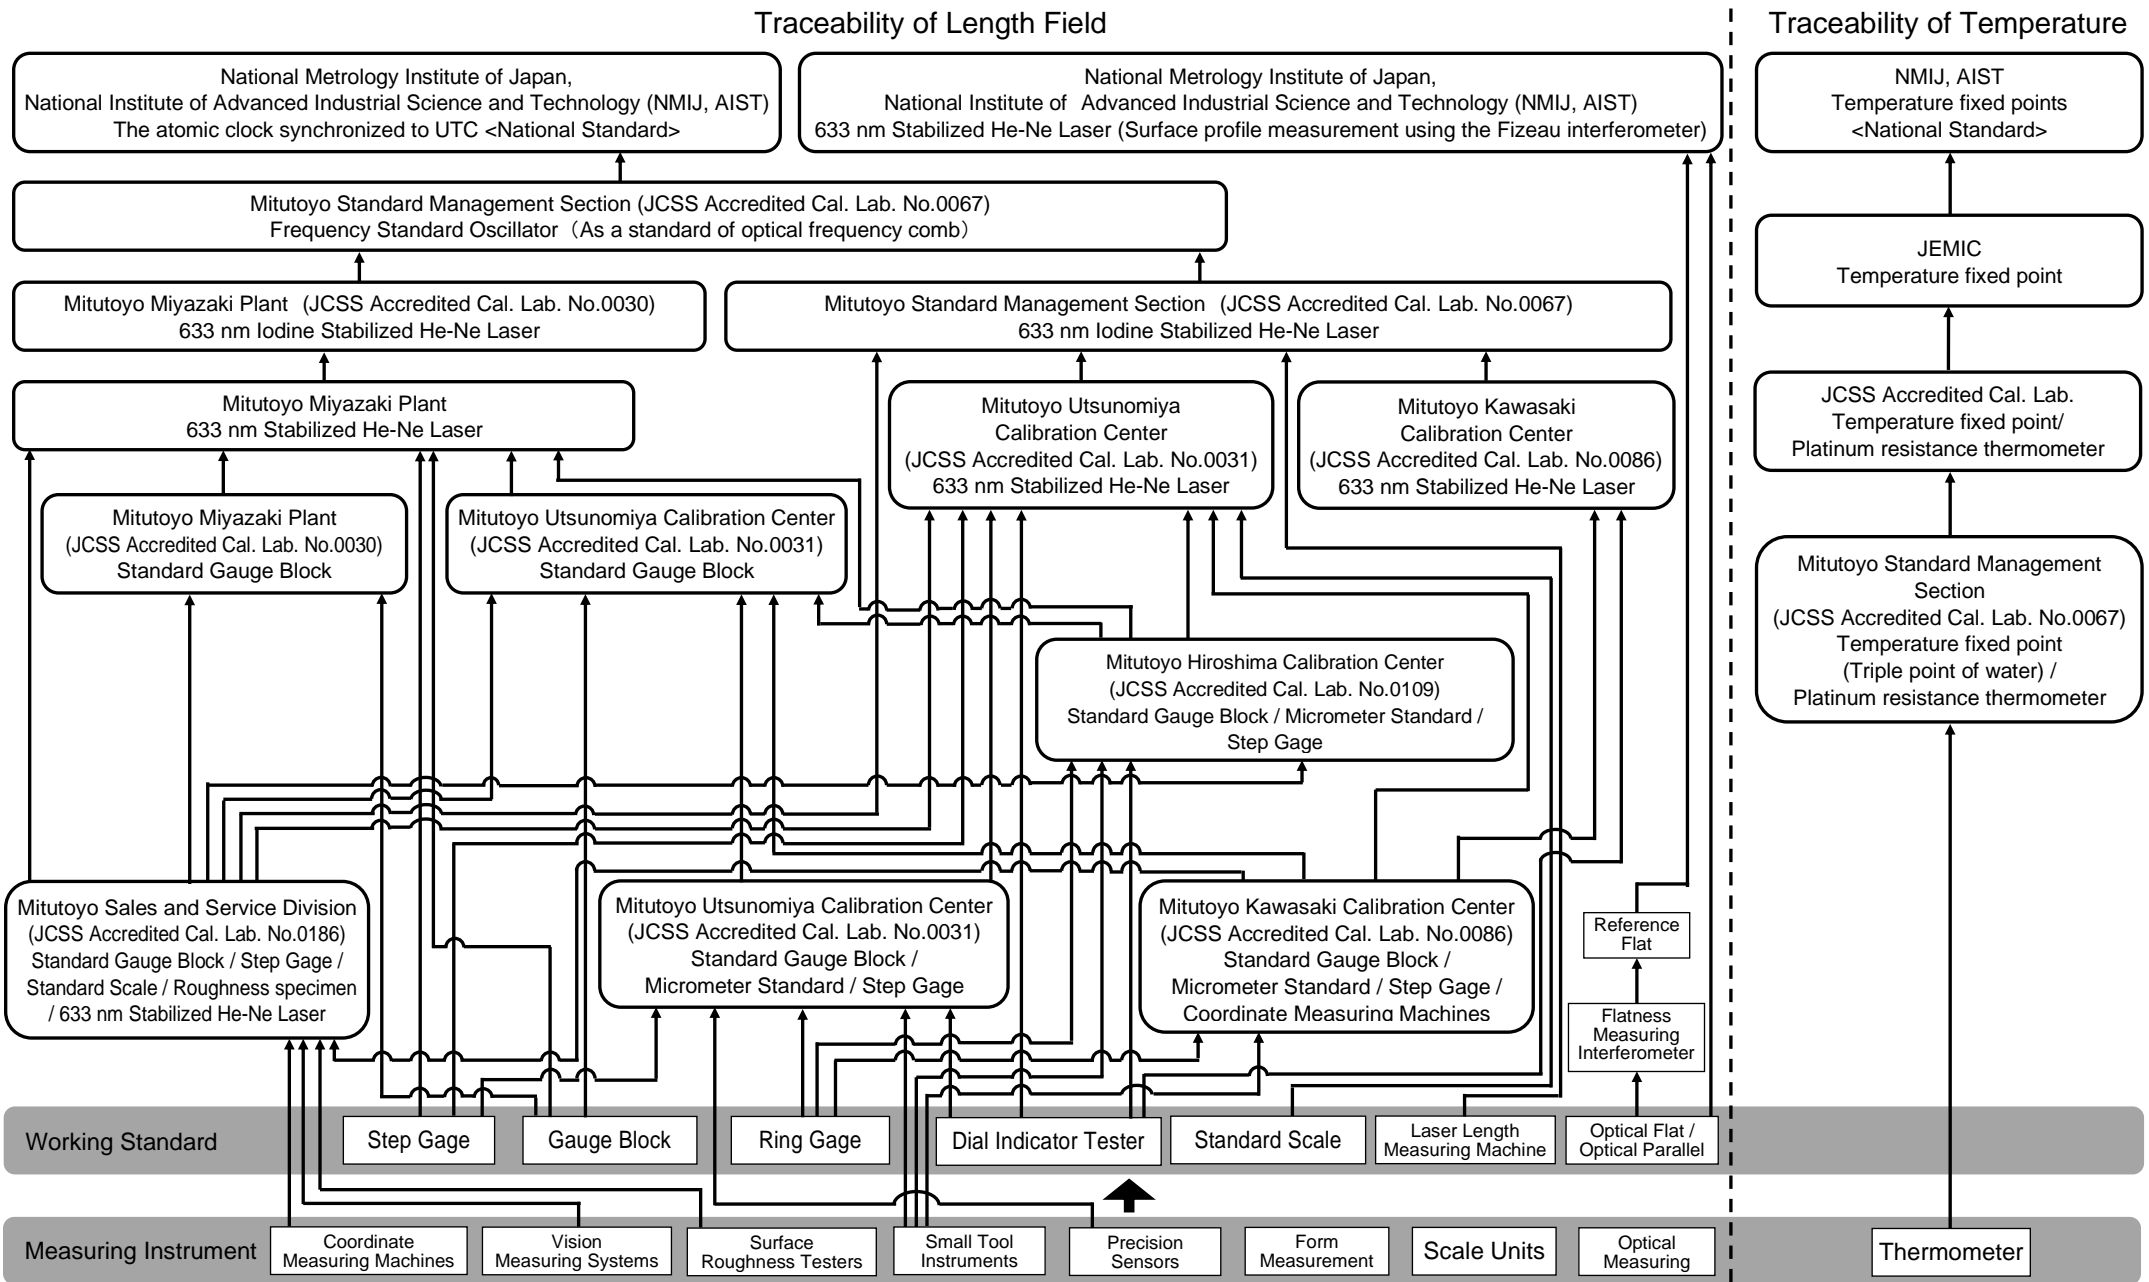 Traceability of Length Field
Traceability of Temperature
National Metrology Institute of Japan,
National Institute of Advanced Industrial Science and Technology (NMIJ, AIST)
The atomic clock synchronized to UTC <National Standard>
National Metrology Institute of Japan,
National Institute of Advanced Industrial Science and Technology (NMIJ, AIST)
633 nm Stabilized He-Ne Laser (Surface profile measurement using the Fizeau interferometer)
NMIJ, AIST
Temperature fixed points
<National Standard>
Mitutoyo Standard Management Section (JCSS Accredited Cal. Lab. No.0067)
Frequency Standard Oscillator（As a standard of optical frequency comb）
JEMIC
Temperature fixed point
Mitutoyo Miyazaki Plant (JCSS Accredited Cal. Lab. No.0030)
633 nm Iodine Stabilized He-Ne Laser
Mitutoyo Standard Management Section (JCSS Accredited Cal. Lab. No.0067)
633 nm Iodine Stabilized He-Ne Laser
Mitutoyo Miyazaki Plant
633 nm Stabilized He-Ne Laser
Mitutoyo Utsunomiya
Calibration Center
(JCSS Accredited Cal. Lab. No.0031)
633 nm Stabilized He-Ne Laser
Mitutoyo Kawasaki
Calibration Center
(JCSS Accredited Cal. Lab. No.0086)
633 nm Stabilized He-Ne Laser
JCSS Accredited Cal. Lab.
Temperature fixed point/
Platinum resistance thermometer
Mitutoyo Miyazaki Plant
(JCSS Accredited Cal. Lab. No.0030)
Standard Gauge Block
Mitutoyo Utsunomiya Calibration Center
(JCSS Accredited Cal. Lab. No.0031)
Standard Gauge Block
Mitutoyo Standard Management
Section
(JCSS Accredited Cal. Lab. No.0067)
Temperature fixed point
(Triple point of water) /
Platinum resistance thermometer
Mitutoyo Hiroshima Calibration Center
(JCSS Accredited Cal. Lab. No.0109)
Standard Gauge Block / Micrometer Standard /
Step Gage
Mitutoyo Sales and Service Division
(JCSS Accredited Cal. Lab. No.0186)
Standard Gauge Block / Step Gage /
Standard Scale / Roughness specimen
/ 633 nm Stabilized He-Ne Laser
Mitutoyo Utsunomiya Calibration Center
(JCSS Accredited Cal. Lab. No.0031)
Standard Gauge Block /
Micrometer Standard / Step Gage
Mitutoyo Kawasaki Calibration Center
(JCSS Accredited Cal. Lab. No.0086)
Standard Gauge Block /
Micrometer Standard / Step Gage /
Coordinate Measuring Machines
Reference
Flat
Flatness
Measuring
Interferometer
Working Standard
Step Gage
Gauge Block
Ring Gage
Dial Indicator Tester
Standard Scale
Laser Length
Measuring Machine
Optical Flat /
Optical Parallel
Measuring Instrument
Coordinate
Measuring Machines
Vision
Measuring Systems
Surface
Roughness Testers
Small Tool
Instruments
Precision
Sensors
Form
Measurement
Scale Units
Optical
Measuring
Thermometer